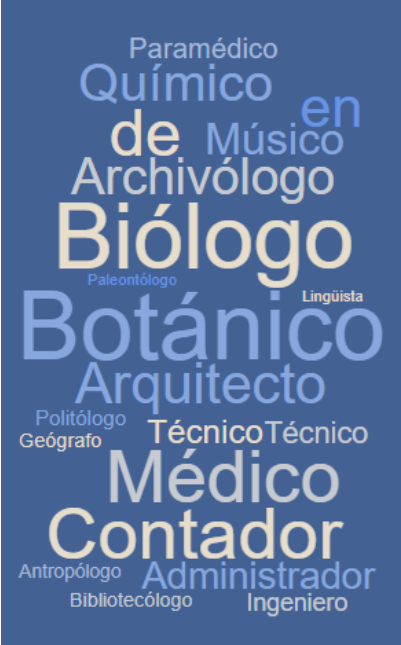 Paramédico
Químico en
de Músico
Archivólogo
Biólogo
Paleontólogo
Lingüista
Botánico
Arquitecto
Politólogo
Geógrafo Técnico Técnico
Médico
Contador
Antropólogo Administrador
Bibliotecólogo Ingeniero